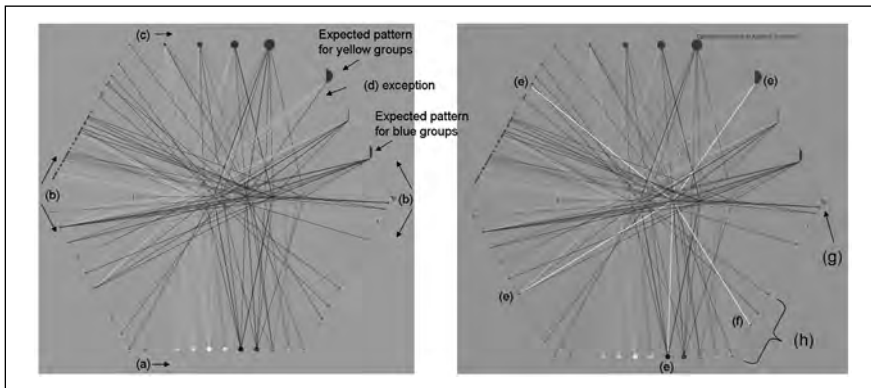 (c)
Expected pattern
for yellow groups
(d) exception
Expected pattern
for blue groups
(b)
(b)
(a)
(e)
(e)
(g)
(e)
(f)
(h)
(e)